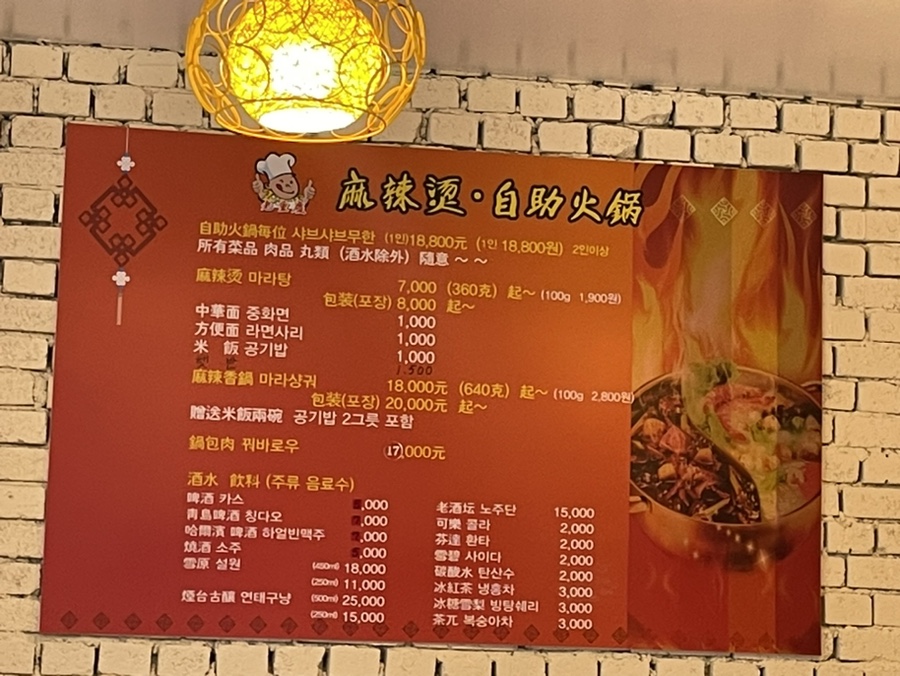 麻辣烫·自助火锅
自助火鍋每位 샤브샤브무한 (1인)18,800元 (1인 18,800원) 2인이상
所有菜品 肉品 丸類 (酒水除外) 隨意 ~ ~
麻辣烫 마라탕 7,000 (360克) 起~ (100g 1,900원)
包装(포장) 8,000 起~
中華面 중화면 1,000
方便面 라면사리 1,000
米 飯 공기밥 1,000
1.500
麻辣香鍋 마라샹궈 18,000元 (640克) 起~ (100g 2,800원)
包装(포장) 20,000元 起~
贈送米飯兩碗 공기밥 2그릇 포함
鍋包肉 꿔바로우 17,000元
酒水 飲料 (주류 음료수)
啤酒 카스 ,000
青島啤酒 칭다오 ,000
哈爾濱 啤酒 하얼빈맥주 ,000
燒酒 소주 ,000
雪原 설원 (450ml) 18,000
(250ml) 11,000
煙台古釀 연태구냥 (500ml) 25,000
(250ml) 15,000
老酒坛 노주단 15,000
可樂 콜라 2,000
芬達 환타 2,000
雪碧 사이다 2,000
碳酸水 탄산수 2,000
冰紅茶 냉홍차 3,000
冰糖雪梨 빙탕쉐리 3,000
茶兀 복숭아차 3,000